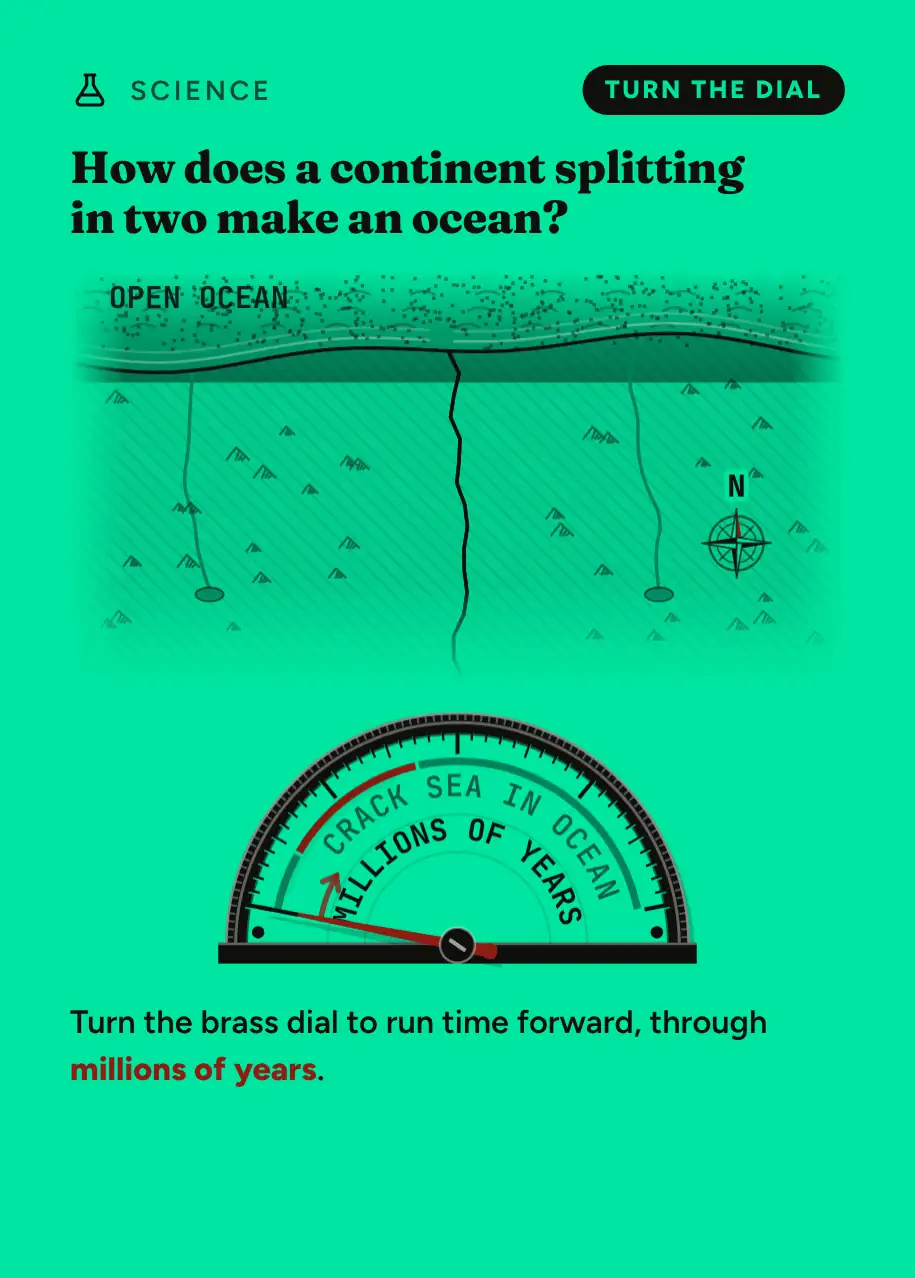 SCIENCE
TURN THE DIAL
How does a continent splitting
in two make an ocean?
OPEN OCEAN
N
CRACK SEA IN OCEAN
MILLIONS OF YEARS
Turn the brass dial to run time forward, through
millions of years.